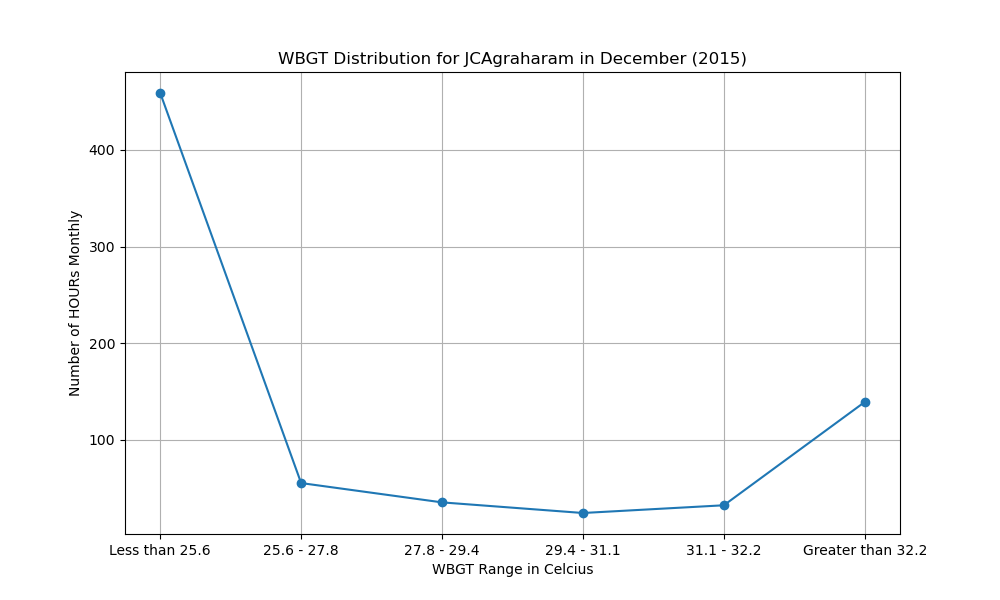 WBGT Distribution for JCAgraharam in December (2015)
Number of HOURs Monthly
400
300
200
100
Less than 25.6
25.6 - 27.8
27.8 - 29.4
29.4 - 31.1
31.1 - 32.2
Greater than 32.2
WBGT Range in Celcius